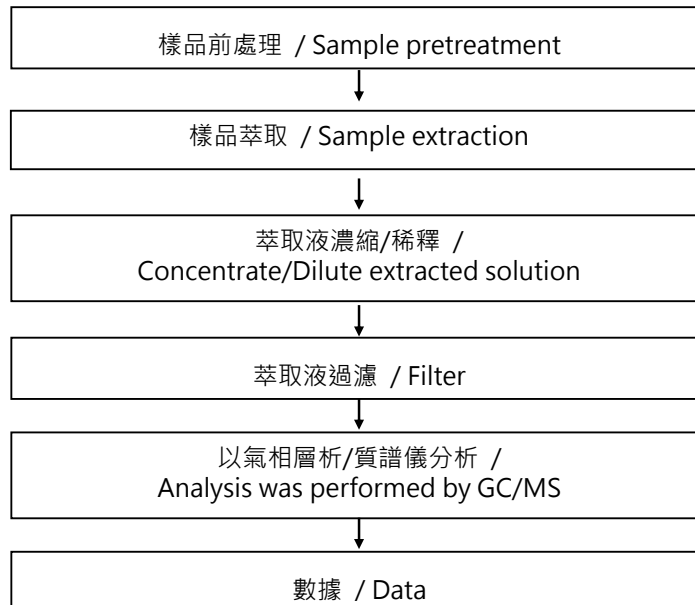 樣品前處理 / Sample pretreatment
樣品萃取 / Sample extraction
萃取液濃縮/稀釋 /
Concentrate/Dilute extracted solution
萃取液過濾 / Filter
以氣相層析/質譜儀分析 /
Analysis was performed by GC/MS
數據 / Data